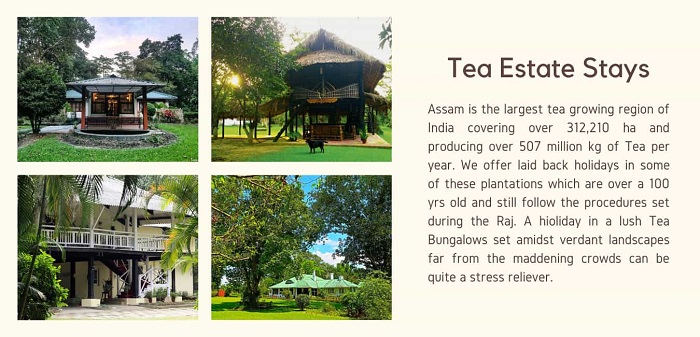 Tea Estate Stays
Assam is the largest tea growing region of
India covering over 312,210 ha and
producing over 507 million kg of Tea per
year. We offer laid back holidays in some
of these plantations which are over a 100
yrs old and still follow the procedures set
during the Raj. A hioliday in a lush Tea
Bungalows set amidst verdant landscapes
far from the maddening crowds can be
quite a stress reliever.